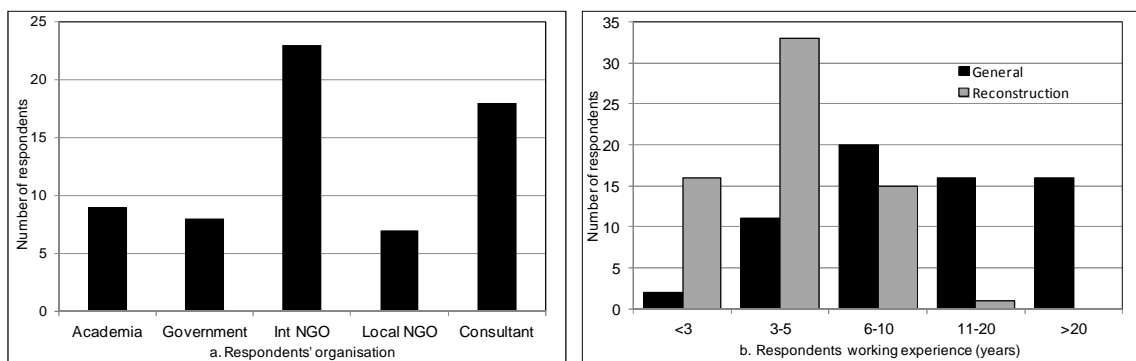 25
20
15
10
5
0
Number of respondents
Academia Government Int NGO Local NGO Consultant
a. Respondents' organisation
35
30
25
20
15
10
5
0
Number of respondents
General
Reconstruction
<3 3-5 6-10 11-20 >20
b. Respondents working experience (years)